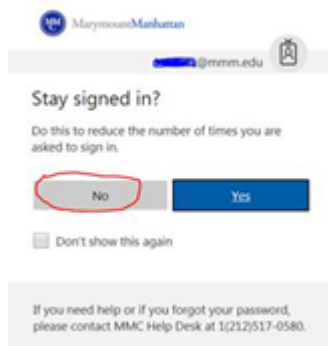 MMC MarymountManhattan
@mmm.edu
Stay signed in?
Do this to reduce the number of times you are
asked to sign in.
No Yes
Don't show this again
If you need help or if you forgot your password,
please contact MMC Help Desk at 1(212)517-0580.